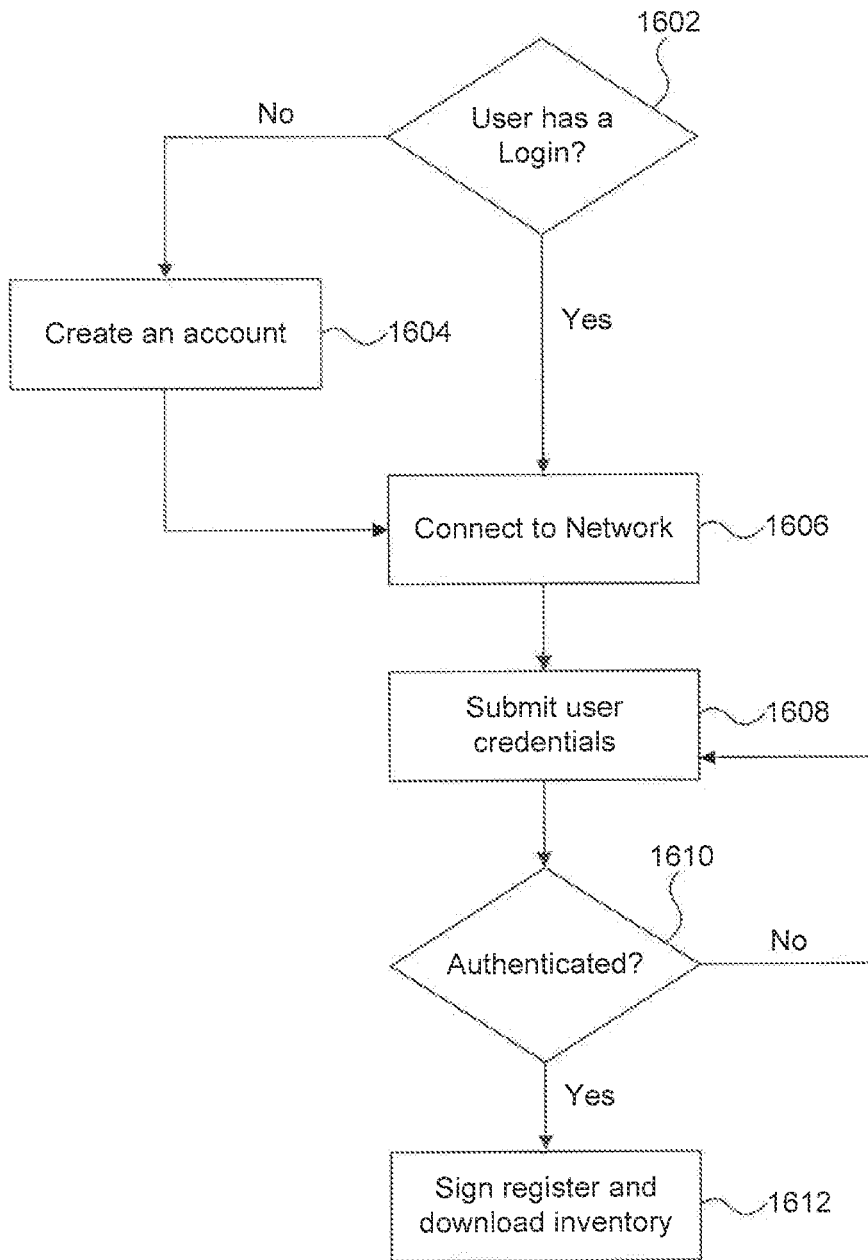 1602
User has a
Login?
No
Yes
Create an account
1604
Connect to Network
1606
Submit user
credentials
1608
1610
Authenticated?
No
Yes
Sign register and
download inventory
1612